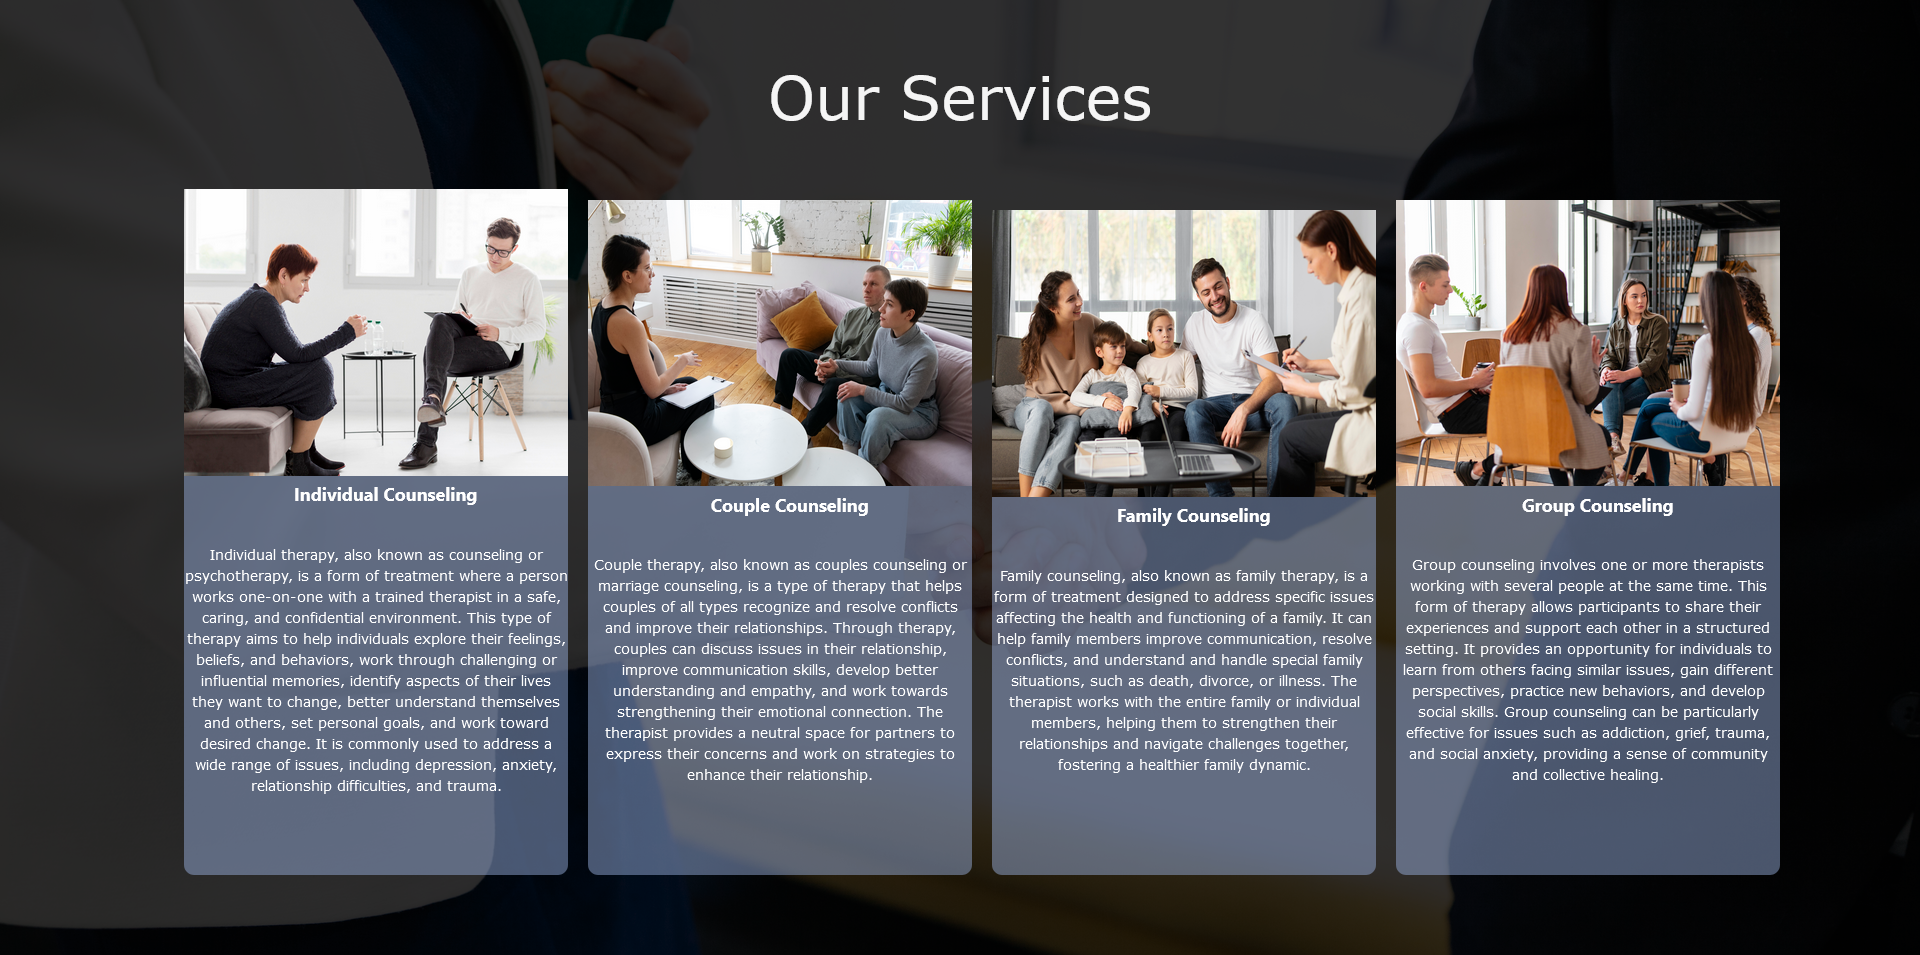 Our Services
Individual Counseling
Individual therapy, also known as counseling or
psychotherapy, is a form of treatment where a person
works one-on-one with a trained therapist in a safe,
caring, and confidential environment. This type of
therapy aims to help individuals explore their feelings,
beliefs, and behaviors, work through challenging or
influential memories, identify aspects of their lives
they want to change, better understand themselves
and others, set personal goals, and work toward
desired change. It is commonly used to address a
wide range of issues, including depression, anxiety,
relationship difficulties, and trauma.
Couple Counseling
Couple therapy, also known as couples counseling or
marriage counseling, is a type of therapy that helps
couples of all types recognize and resolve conflicts
and improve their relationships. Through therapy,
couples can discuss issues in their relationship,
improve communication skills, develop better
understanding and empathy, and work towards
strengthening their emotional connection. The
therapist provides a neutral space for partners to
express their concerns and work on strategies to
enhance their relationship.
Family Counseling
Family counseling, also known as family therapy, is a
form of treatment designed to address specific issues
affecting the health and functioning of a family. It can
help family members improve communication, resolve
conflicts, and understand and handle special family
situations, such as death, divorce, or illness. The
therapist works with the entire family or individual
members, helping them to strengthen their
relationships and navigate challenges together,
fostering a healthier family dynamic.
Group Counseling
Group counseling involves one or more therapists
working with several people at the same time. This
form of therapy allows participants to share their
experiences and support each other in a structured
setting. It provides an opportunity for individuals to
learn from others facing similar issues, gain different
perspectives, practice new behaviors, and develop
social skills. Group counseling can be particularly
effective for issues such as addiction, grief, trauma,
and social anxiety, providing a sense of community
and collective healing.